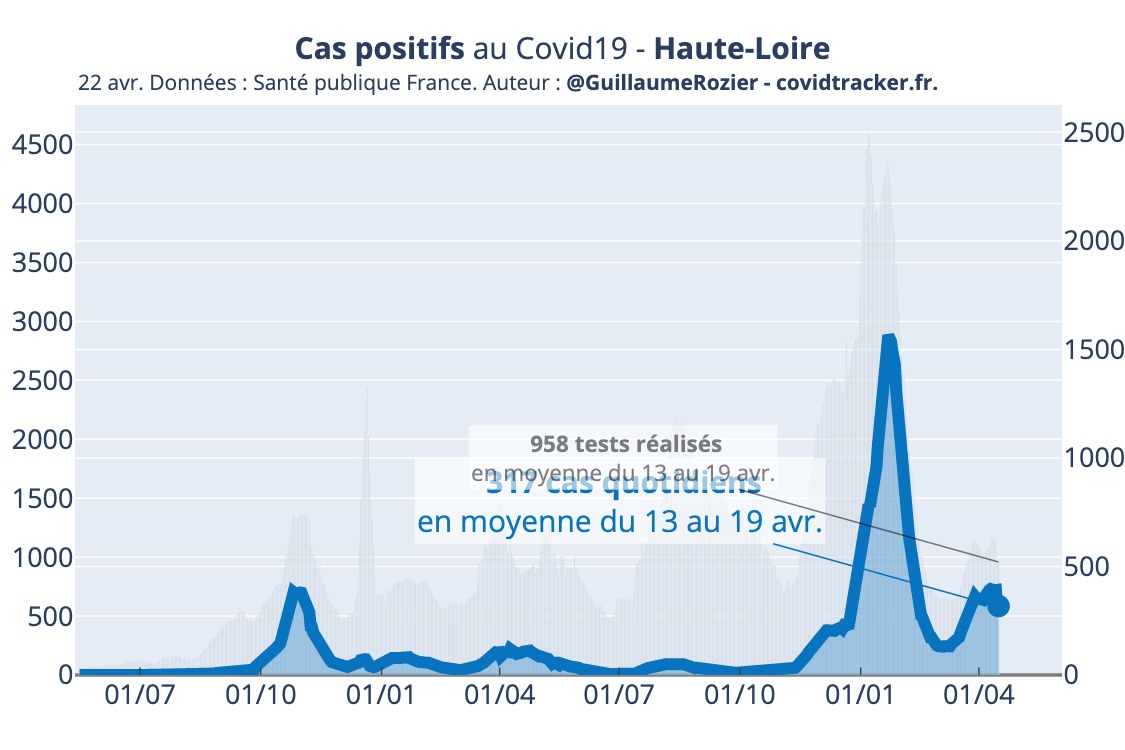 Cas positifs au Covid19 - Haute-Loire
22 avr. Données : Santé publique France. Auteur : @GuillaumeRozier - covidtracker.fr.
4500
4000
3500
3000
2500
2000
1500
1000
500
0
2500
2000
1500
1000
500
0
958 tests réalisés
en moyenne du 13 au 19 avr.
317 cas quotidiens
en moyenne du 13 au 19 avr.
01/07 01/10 01/01 01/04 01/07 01/10 01/01 01/04